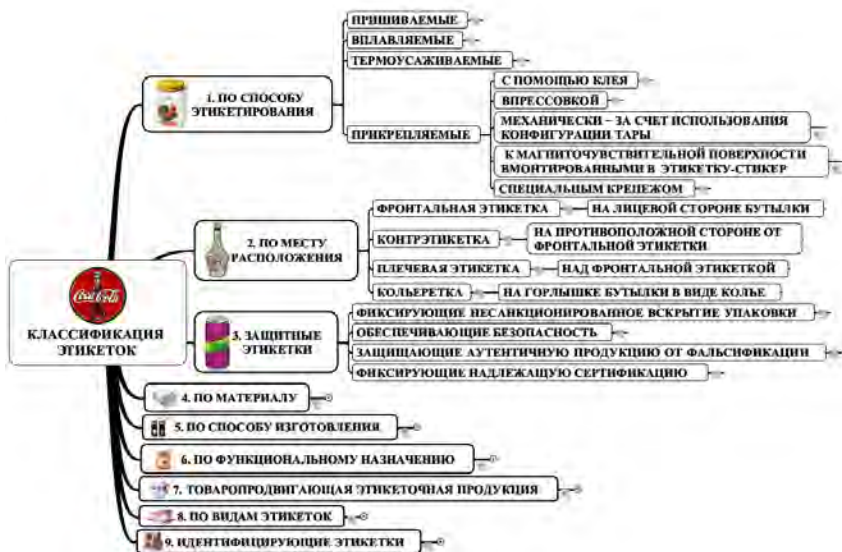 ПРИШИВАЕМЫЕ
ВПЛАВЛЯЕМЫЕ
ТЕРМОУСАЖИВАЕМЫЕ
1. ПО СПОСОБУ
ЭТИКЕТИРОВАНИЯ
ПРИКРЕПЛЯЕМЫЕ
С ПОМОЩЬЮ КЛЕЯ
ВПРЕССОВКОЙ
МЕХАНИЧЕСКИ – ЗА СЧЕТ ИСПОЛЬЗОВАНИЯ
КОНФИГУРАЦИИ ТАРЫ
К МАГНИТОЧУВСТВИТЕЛЬНОЙ ПОВЕРХНОСТИ
ВМОНТИРОВАННЫМИ В ЭТИКЕТКУ-СТИКЕР
СПЕЦИАЛЬНЫМ КРЕПЕЖОМ
2. ПО МЕСТУ
РАСПОЛОЖЕНИЯ
ФРОНТАЛЬНАЯ ЭТИКЕТКА
НА ЛИЦЕВОЙ СТОРОНЕ БУТЫЛКИ
КОНТРЭТИКЕТКА
НА ПРОТИВОПОЛОЖНОЙ СТОРОНЕ ОТ
ФРОНТАЛЬНОЙ ЭТИКЕТКИ
ПЛЕЧЕВАЯ ЭТИКЕТКА
НАД ФРОНТАЛЬНОЙ ЭТИКЕТКОЙ
КОЛЬЕРЕТКА
НА ГОРЛЫШКЕ БУТЫЛКИ В ВИДЕ КОЛЬЕ
Coca-Cola
КЛАССИФИКАЦИЯ
ЭТИКЕТОК
3. ЗАЩИТНЫЕ
ЭТИКЕТКИ
ФИКСИРУЮЩИЕ НЕСАНКЦИОНИРОВАННОЕ ВСКРЫТИЕ УПАКОВКИ
ОБЕСПЕЧИВАЮЩИЕ БЕЗОПАСНОСТЬ
ЗАЩИЩАЮЩИЕ АУТЕНТИЧНУЮ ПРОДУКЦИЮ ОТ ФАЛЬСИФИКАЦИИ
ФИКСИРУЮЩИЕ НАДЛЕЖАЩУЮ СЕРТИФИКАЦИЮ
4. ПО МАТЕРИАЛУ
5. ПО СПОСОБУ ИЗГОТОВЛЕНИЯ
6. ПО ФУНКЦИОНАЛЬНОМУ НАЗНАЧЕНИЮ
7. ТОВАРОПРОДВИГАЮЩАЯ ЭТИКЕТОЧНАЯ ПРОДУКЦИЯ
8. ПО ВИДАМ ЭТИКЕТОК
9. ИДЕНТИФИЦИРУЮЩИЕ ЭТИКЕТКИ